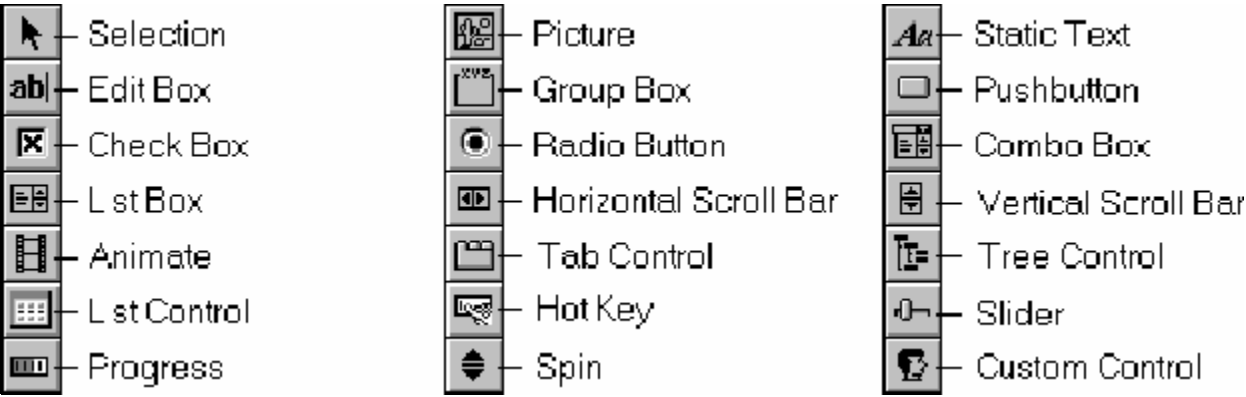 Selection
Picture
Aa Static Text
ab Edit Box
xyz Group Box
Pushbutton
Check Box
Radio Button
Combo Box
L st Box
Horizontal Scroll Bar
Vertical Scroll Bar
Animate
Tab Control
Tree Control
L st Control
Hot Key
Slider
Progress
Spin
Custom Control